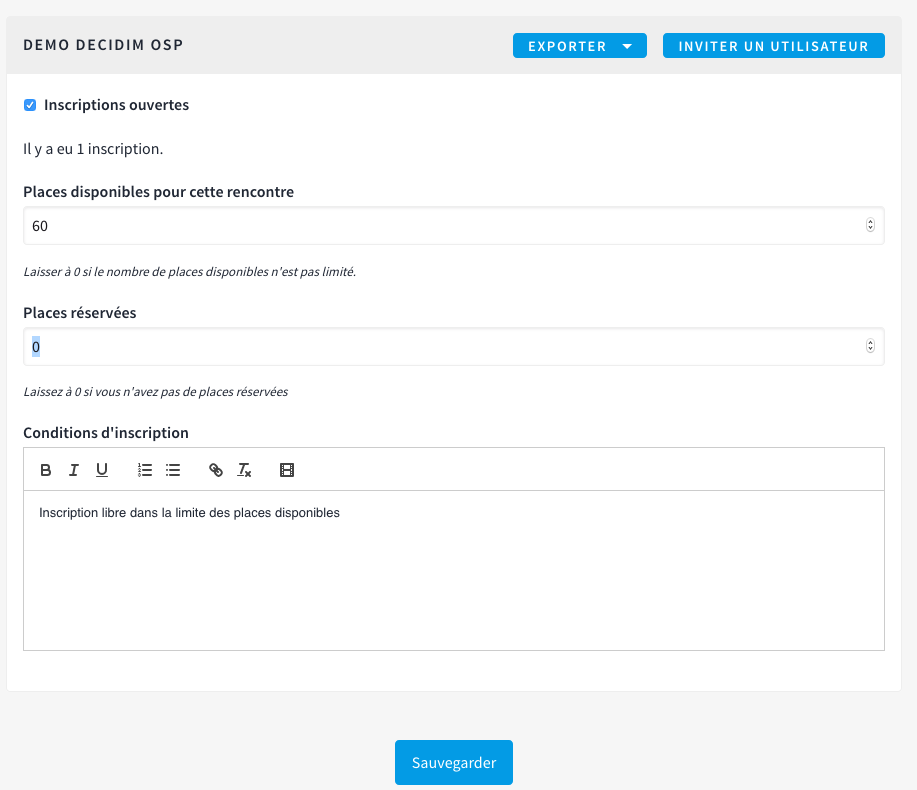 DEMO DECIDIM OSP
EXPORTER
INVITER UN UTILISATEUR
Inscriptions ouvertes
Il y a eu 1 inscription.
Places disponibles pour cette rencontre
60
Laisser à 0 si le nombre de places disponibles n'est pas limité.
Places réservées
0
Laissez à 0 si vous n'avez pas de places réservées
Conditions d'inscription
Inscription libre dans la limite des places disponibles
Sauvegarder